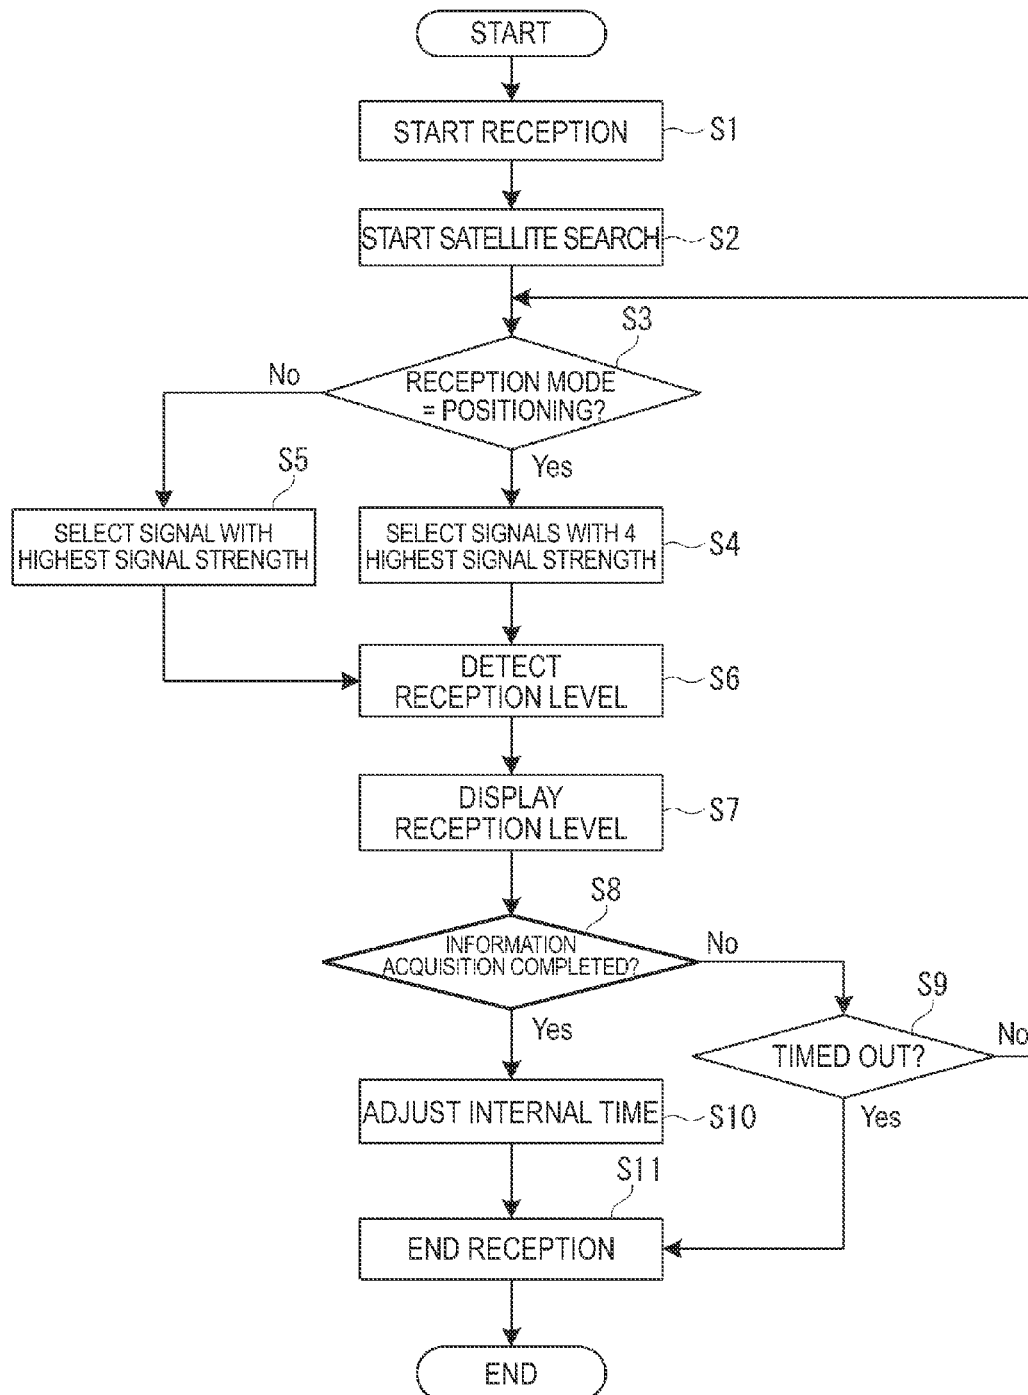 START
START RECEPTION
S1
START SATELLITE SEARCH
S2
S3
No
RECEPTION MODE
= POSITIONING?
Yes
S5
SELECT SIGNAL WITH
HIGHEST SIGNAL STRENGTH
SELECT SIGNALS WITH 4
HIGHEST SIGNAL STRENGTH
S4
DETECT
RECEPTION LEVEL
S6
DISPLAY
RECEPTION LEVEL
S7
S8
INFORMATION
ACQUISITION COMPLETED?
No
Yes
S9
TIMED OUT?
No
Yes
ADJUST INTERNAL TIME
S10
S11
END RECEPTION
END